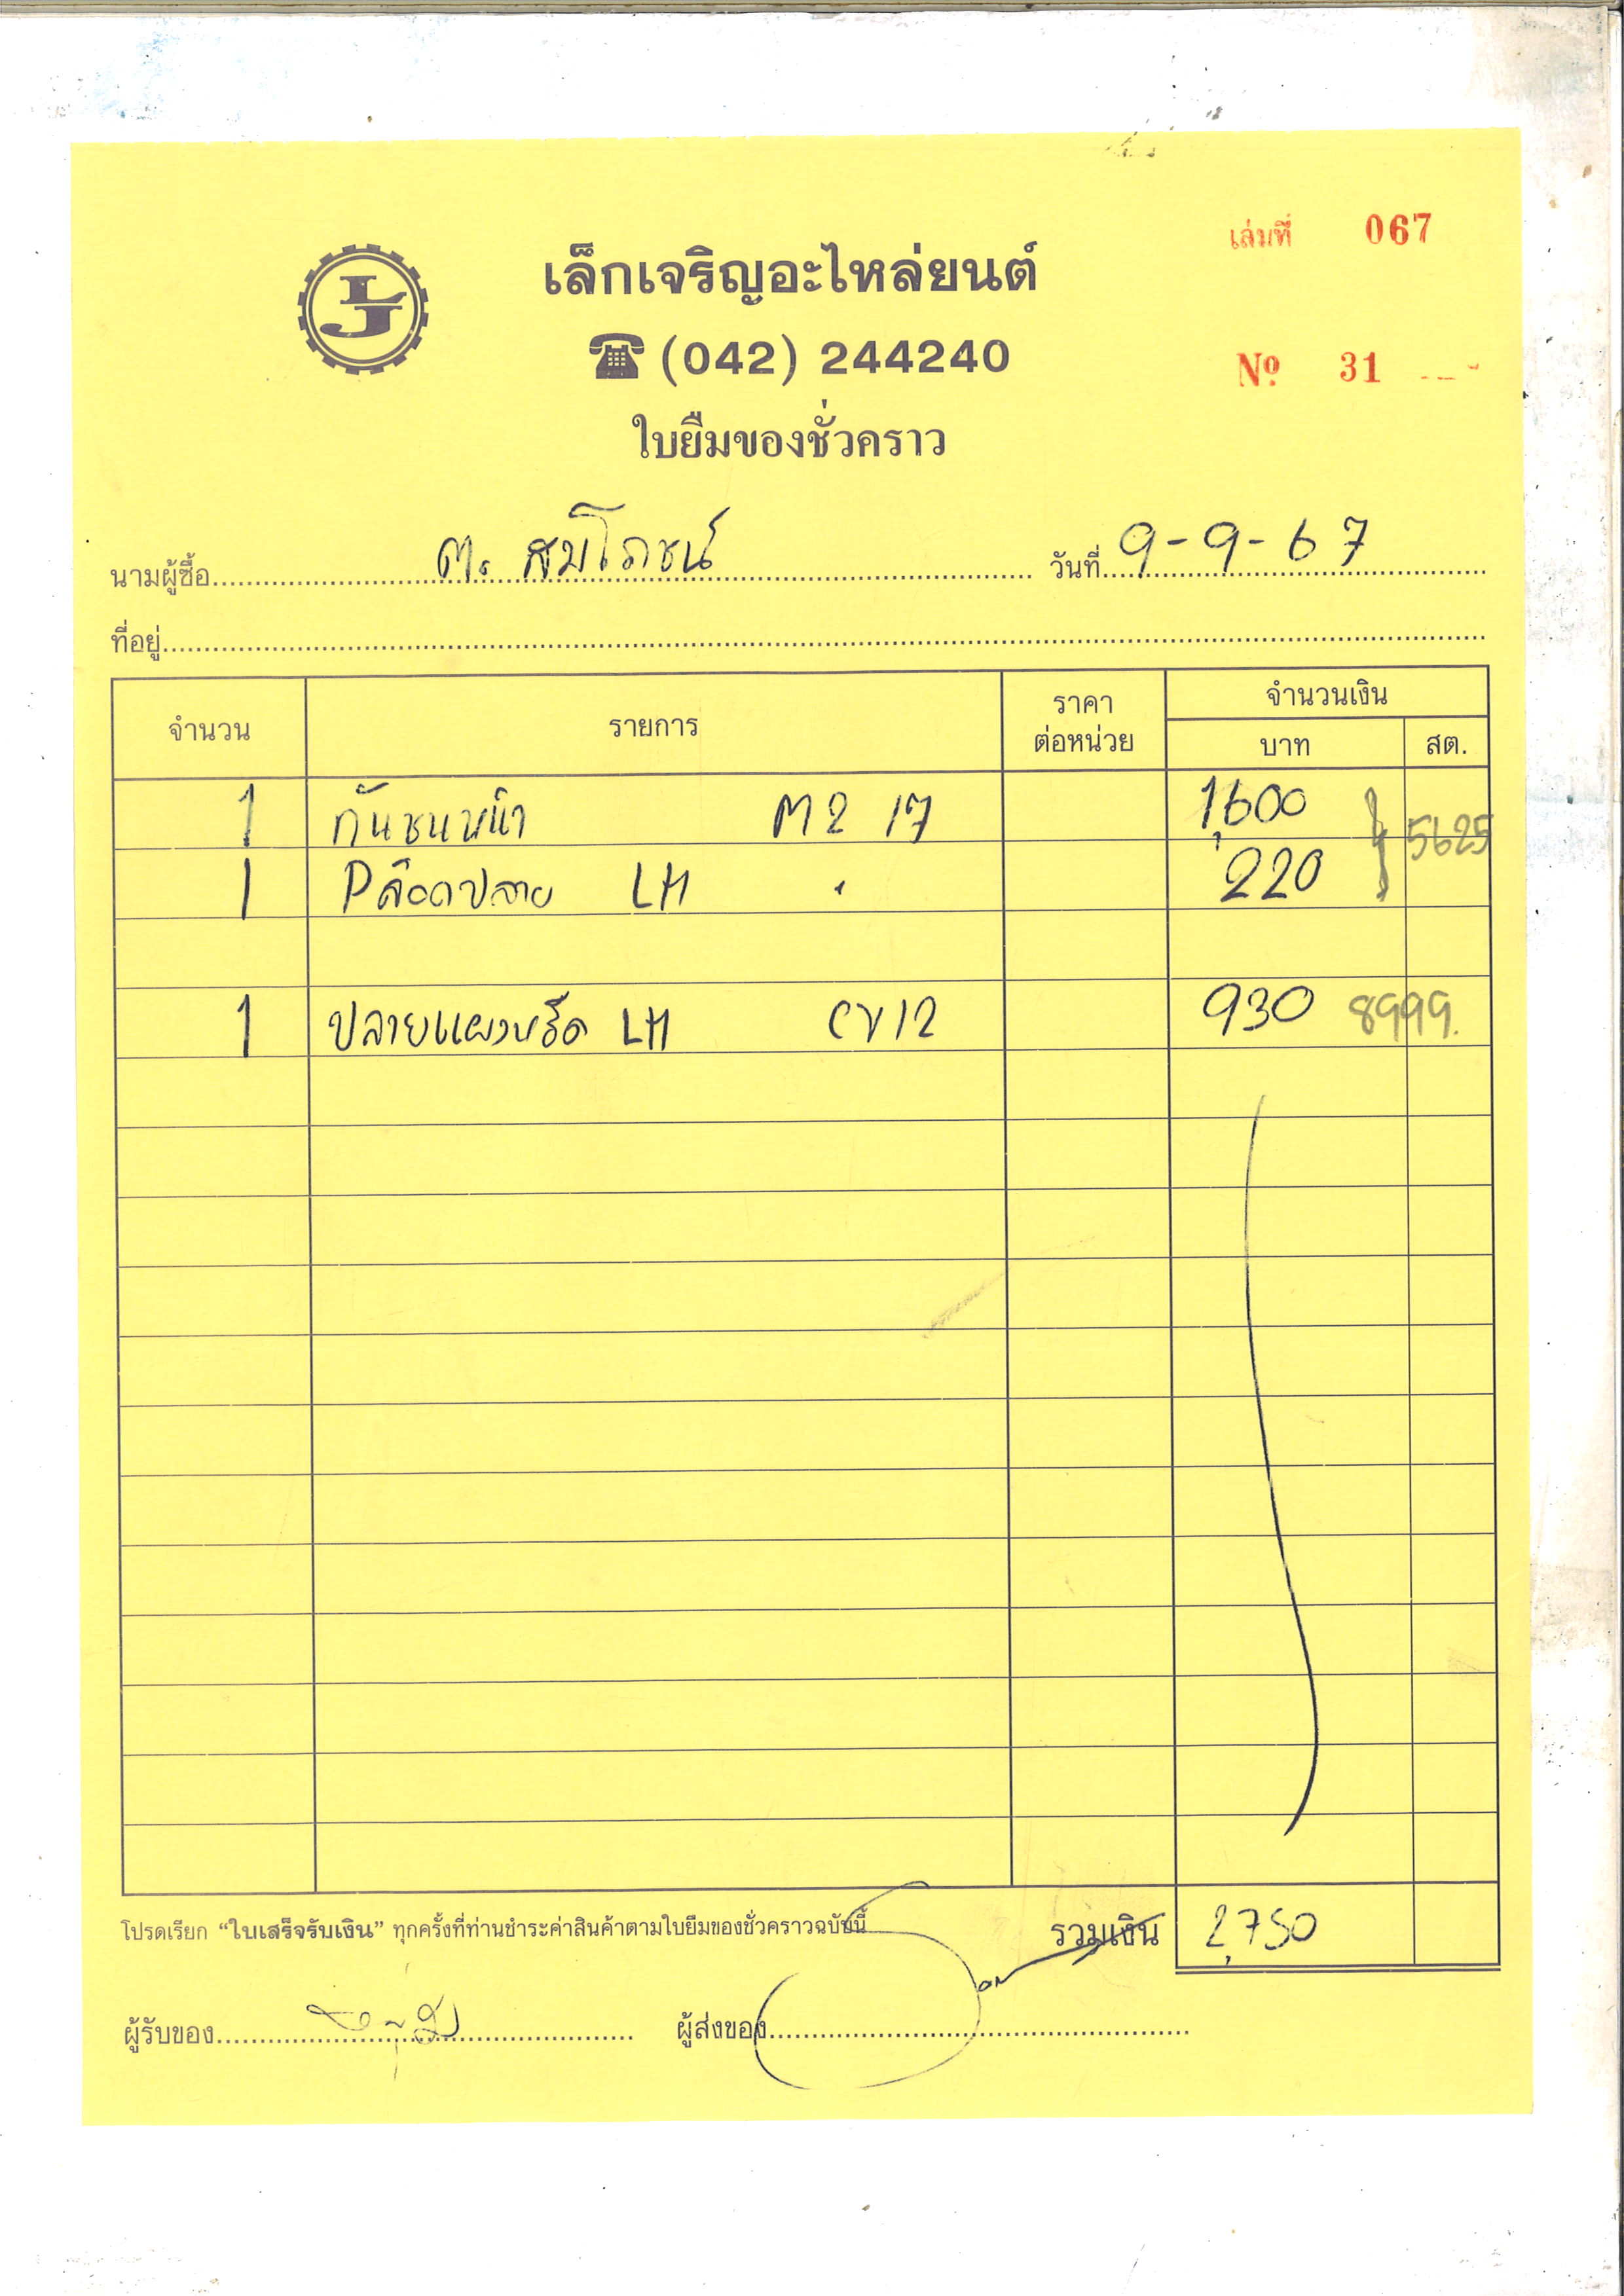 เล่มที่ 067
เล็กเจริญอะไหล่ยนต์
(042) 244240
Nº 31
ใบยืมของชั่วคราว
นามผู้ซื้อ ต. สมโภชน์ วันที่ 9-9-67
ที่อยู่
จำนวน รายการ ราคาต่อหน่วย จำนวนเงิน
บาท สต.
1 กันชนหน้า M2 17 1,600
5625
1 Pล๊อคปลาย LH 220
1 ปลายแผงหรีด LH CV12 930 8999.
โปรดเรียก “ใบเสร็จรับเงิน” ทุกครั้งที่ท่านชำระค่าสินค้าตามใบยืมของชั่วคราวฉบับนี้ รวมเงิน 2,750
ผู้รับของ ผู้ส่งของ